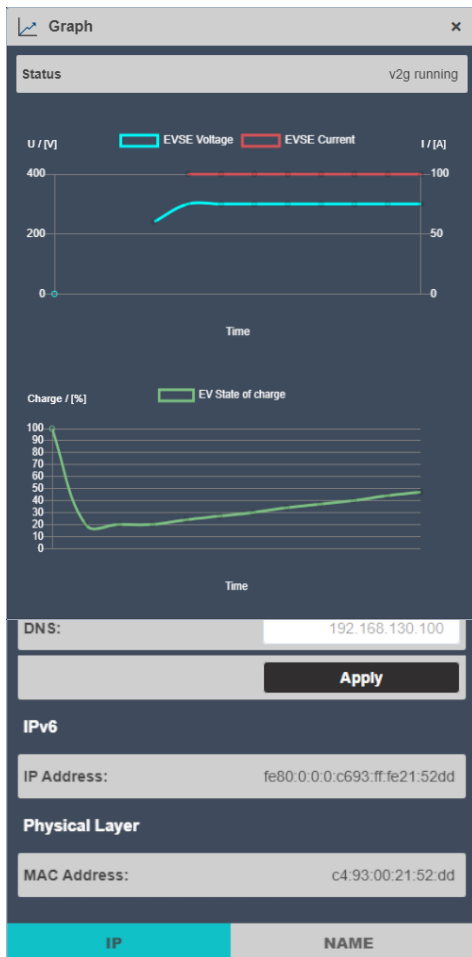 Graph ×
Status v2g running
EVSE Voltage EVSE Current
U / [V] I / [A]
400 100
200 50
0 0
Time
EV State of charge
Charge / [%]
100
90
80
70
60
50
40
30
20
10
0
Time
DNS: 192.168.130.100
Apply
IPv6
IP Address: fe80:0:0:0:c693:ff:fe21:52dd
Physical Layer
MAC Address: c4:93:00:21:52:dd
IP NAME